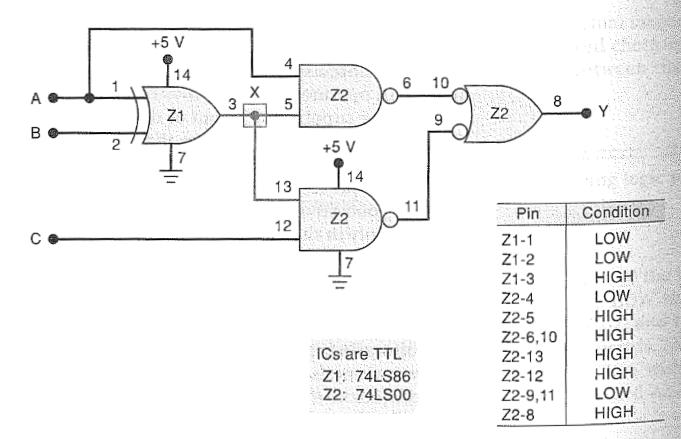 +5 V
14
A
1
B
2
Z1
7
3
X
4
5
Z2
6
10
9
Z2
8
Y
+5 V
14
13
12
Z2
11
7
C
Pin Condition
Z1-1 LOW
Z1-2 LOW
Z1-3 HIGH
Z2-4 LOW
Z2-5 HIGH
Z2-6,10 HIGH
Z2-13 HIGH
Z2-12 HIGH
Z2-9,11 LOW
Z2-8 HIGH
ICs are TTL
Z1: 74LS86
Z2: 74LS00